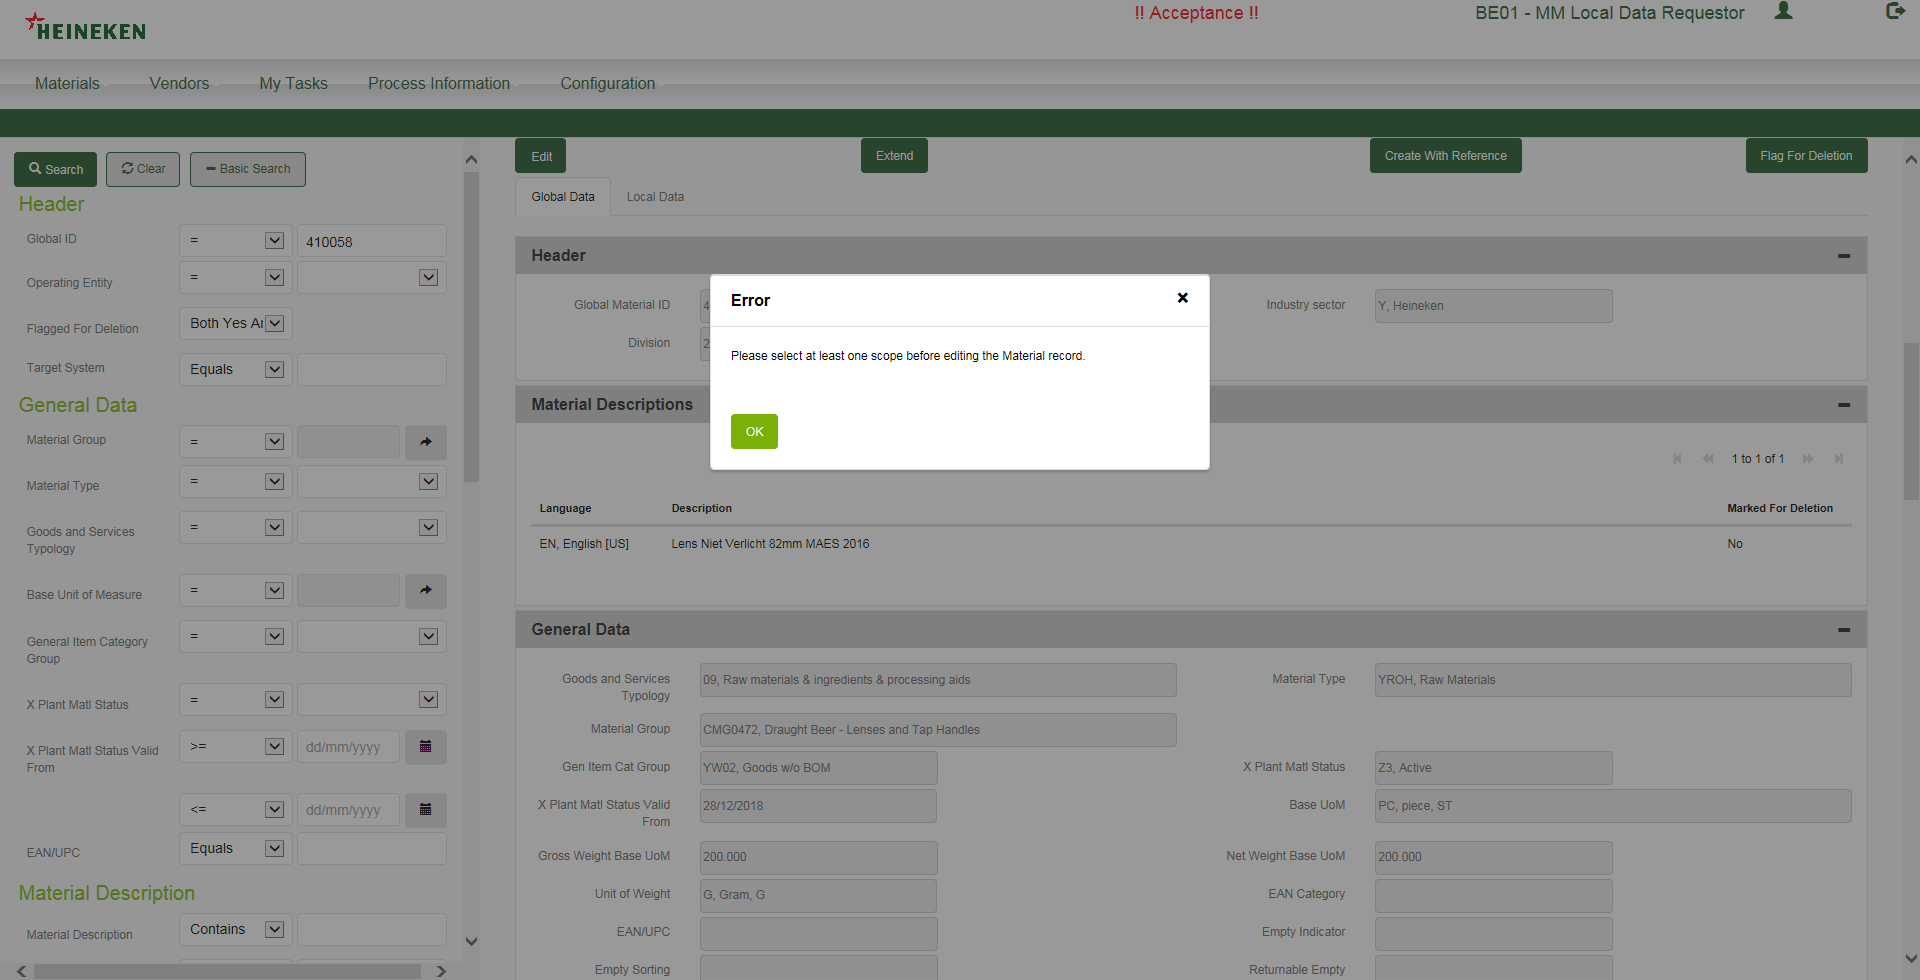 HEINEKEN
!! Acceptance !!
BE01 - MM Local Data Requestor
Materials
Vendors
My Tasks
Process Information
Configuration
Search
Clear
Basic Search
Header
Global ID
=
410058
Operating Entity
=
Flagged For Deletion
Both Yes Ar
Target System
Equals
General Data
Material Group
=
Material Type
=
Goods and Services
Typology
=
Base Unit of Measure
=
General Item Category
Group
=
X Plant Matl Status
=
X Plant Matl Status Valid
From
>=
dd/mm/yyyy
<=
dd/mm/yyyy
EAN/UPC
Equals
Material Description
Material Description
Contains
Edit
Extend
Create With Reference
Flag For Deletion
Global Data
Local Data
Header
Global Material ID
4
Industry sector
Y, Heineken
Division
2
Error
Please select at least one scope before editing the Material record.
OK
Material Descriptions
1 to 1 of 1
Language
Description
Marked For Deletion
EN, English [US]
Lens Niet Verlicht 82mm MAES 2016
No
General Data
Goods and Services
Typology
09, Raw materials & ingredients & processing aids
Material Type
YROH, Raw Materials
Material Group
CMG0472, Draught Beer - Lenses and Tap Handles
Gen Item Cat Group
YW02, Goods w/o BOM
X Plant Matl Status
Z3, Active
X Plant Matl Status Valid
From
28/12/2018
Base UoM
PC, piece, ST
Gross Weight Base UoM
200.000
Net Weight Base UoM
200.000
Unit of Weight
G, Gram, G
EAN Category
EAN/UPC
Empty Indicator
Empty Sorting
Returnable Empty